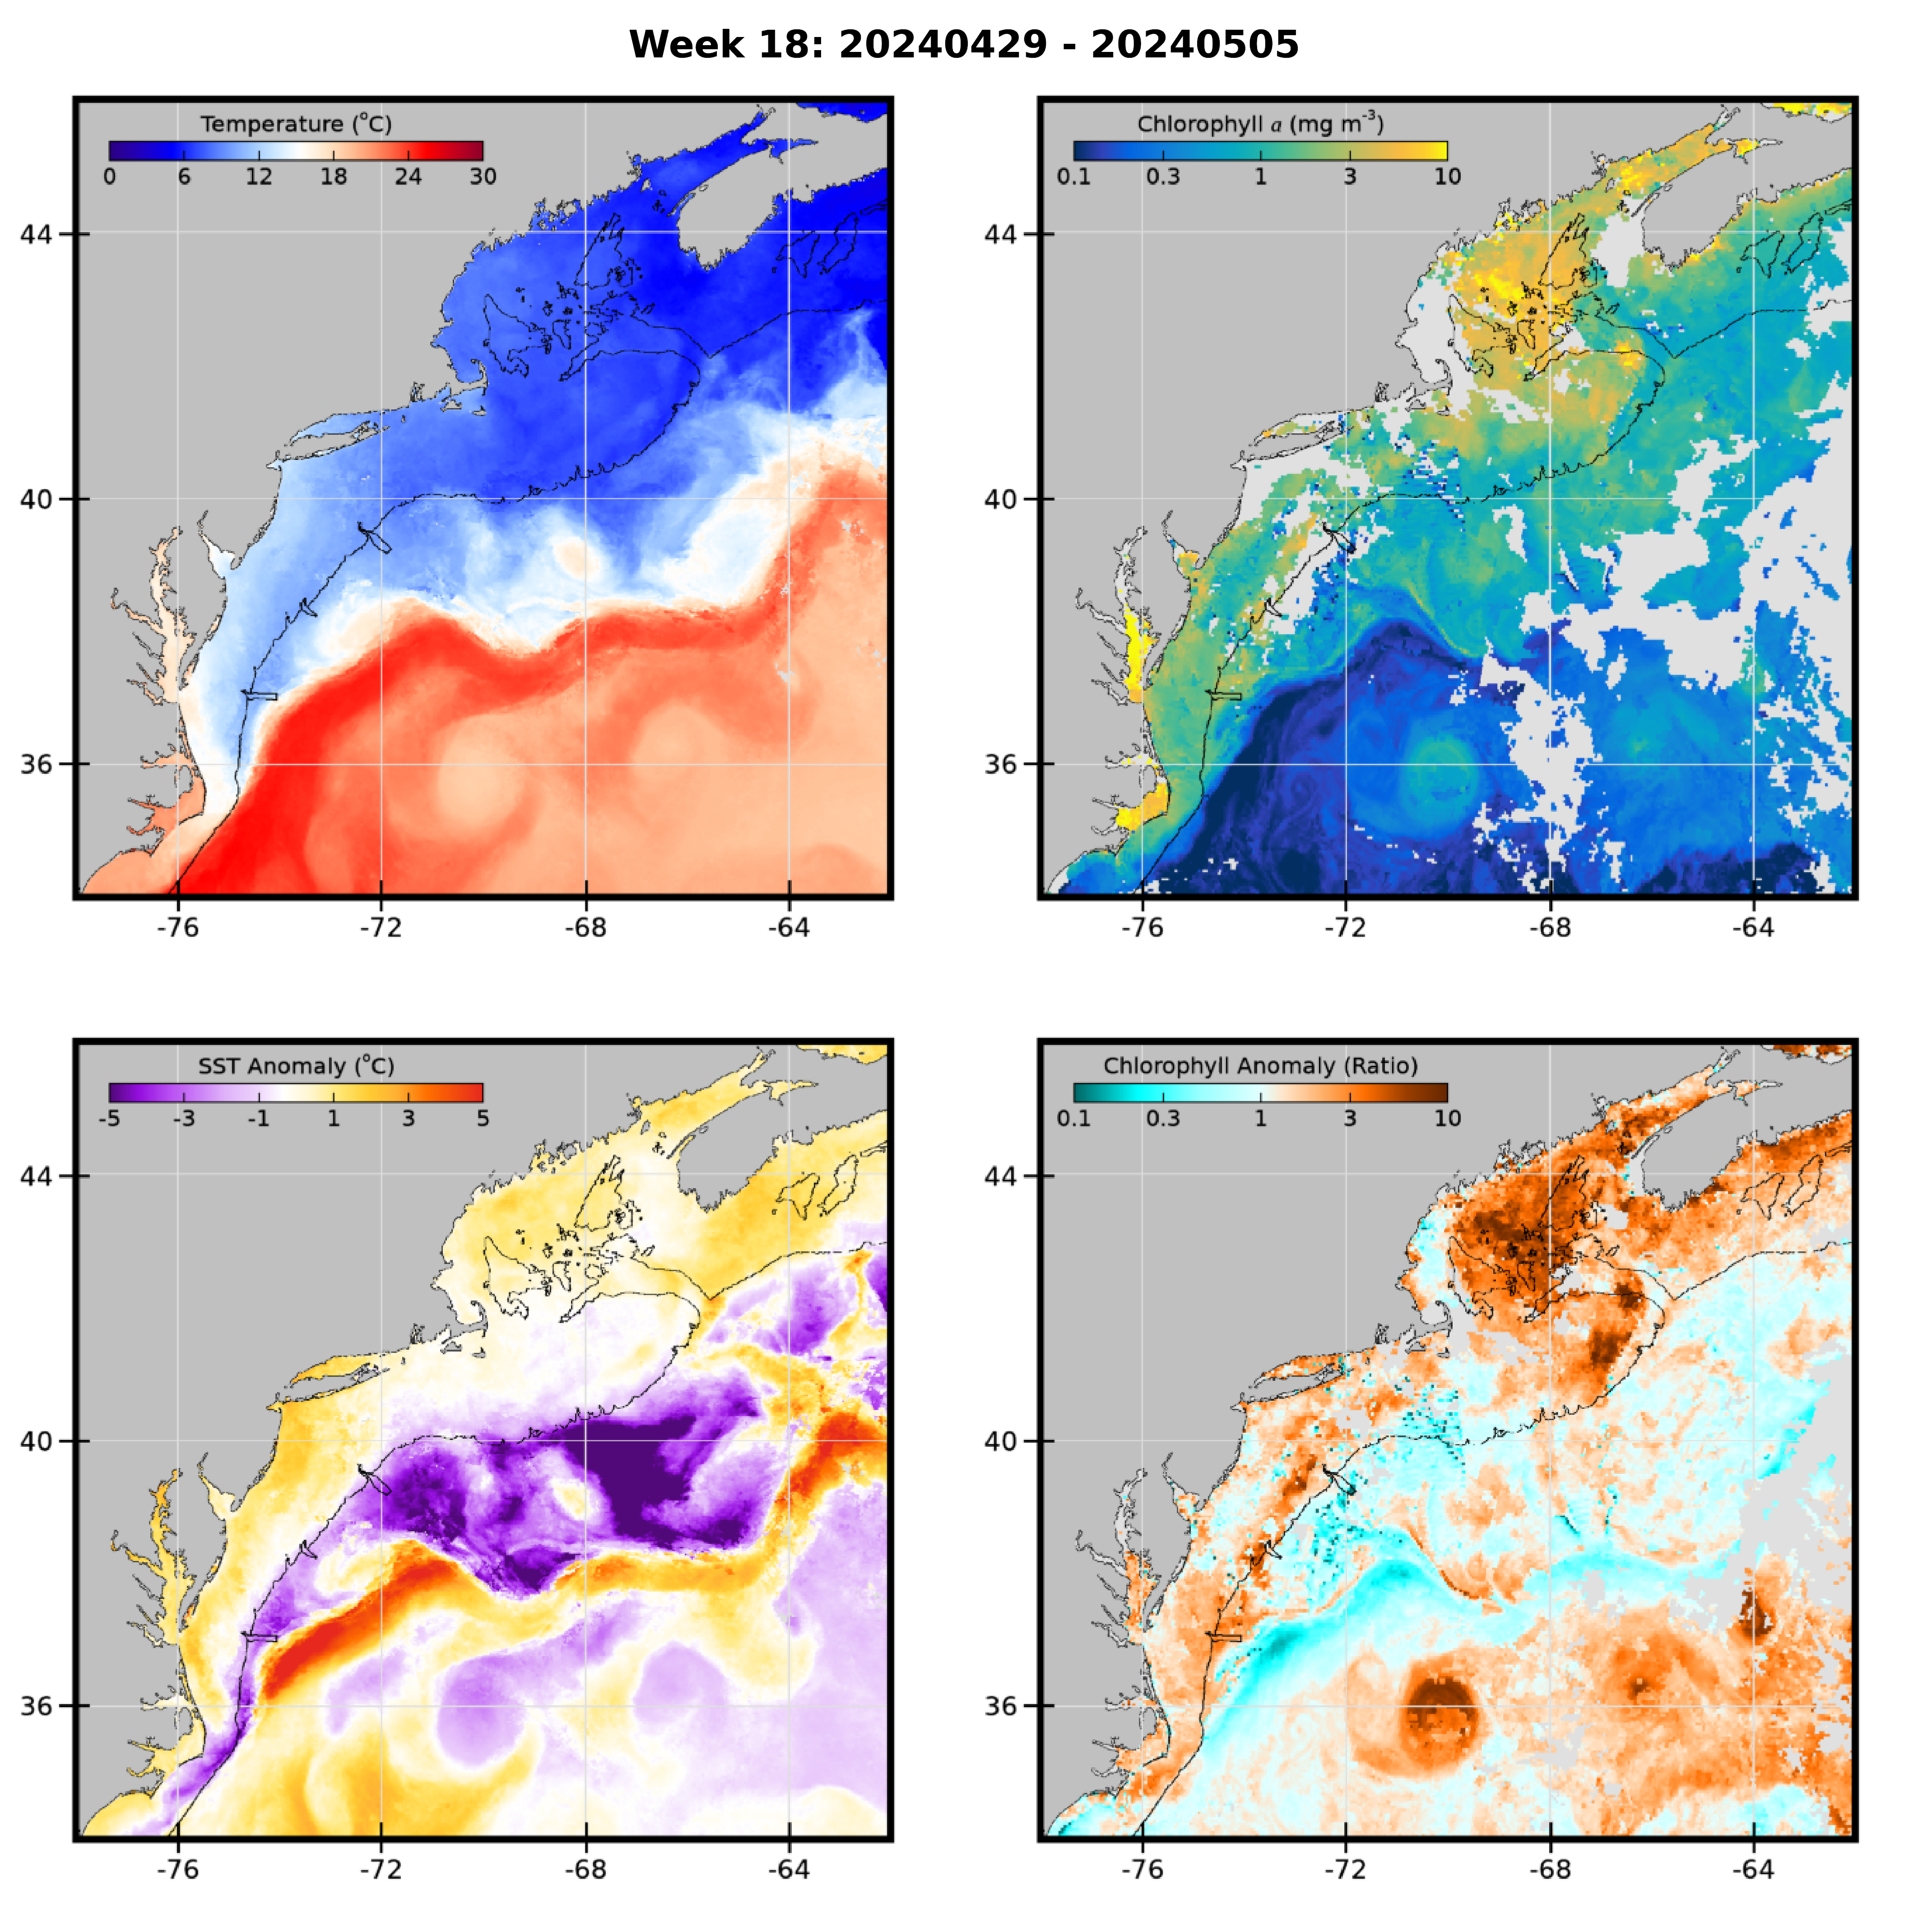 Week 18: 20240429 - 20240505
Temperature (°C)
0 6 12 18 24 30
44
40
36
-76 -72 -68 -64
Chlorophyll a (mg m⁻³)
0.1 0.3 1 3 10
44
40
36
-76 -72 -68 -64
SST Anomaly (°C)
-5 -3 -1 1 3 5
44
40
36
-76 -72 -68 -64
Chlorophyll Anomaly (Ratio)
0.1 0.3 1 3 10
44
40
36
-76 -72 -68 -64